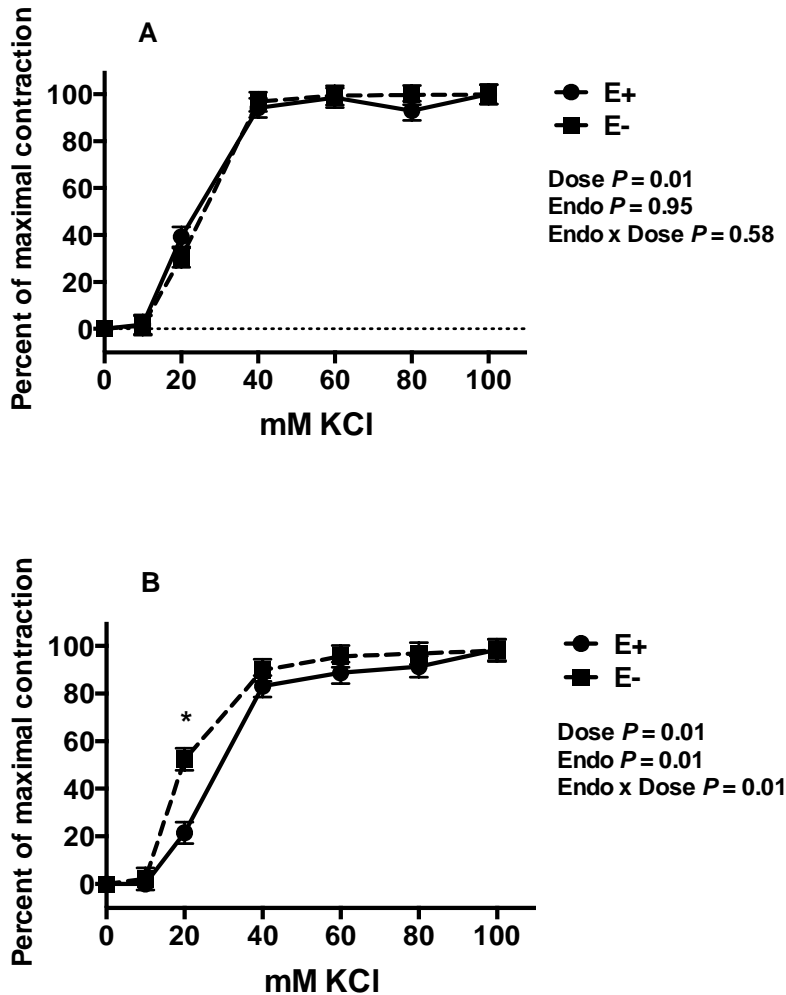 A
Percent of maximal contraction
100
80
60
40
20
0
0 20 40 60 80 100
mM KCl
E+
E-
Dose P = 0.01
Endo P = 0.95
Endo x Dose P = 0.58
B
Percent of maximal contraction
100
80
60
40
20
0
*
0 20 40 60 80 100
mM KCl
E+
E-
Dose P = 0.01
Endo P = 0.01
Endo x Dose P = 0.01